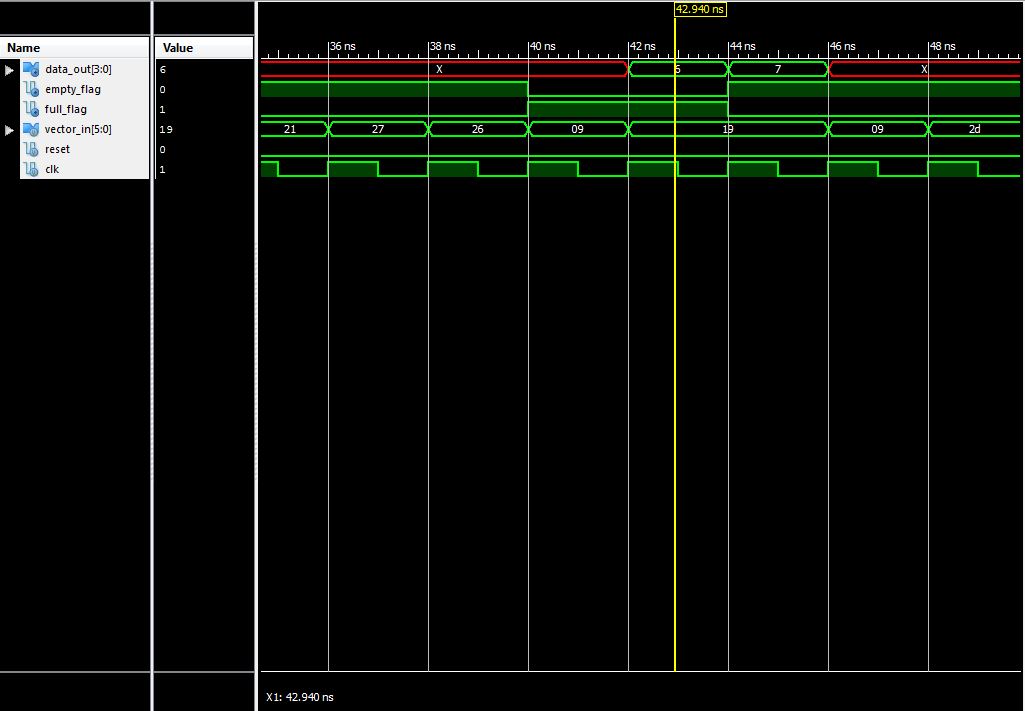 42.940 ns
Name Value
36 ns 38 ns 40 ns 42 ns 44 ns 46 ns 48 ns
data_out[3:0] 6 X 6 7 X
empty_flag 0
full_flag 1
vector_in[5:0] 19 21 27 26 09 19 09 2d
reset 0
clk 1
X1: 42.940 ns